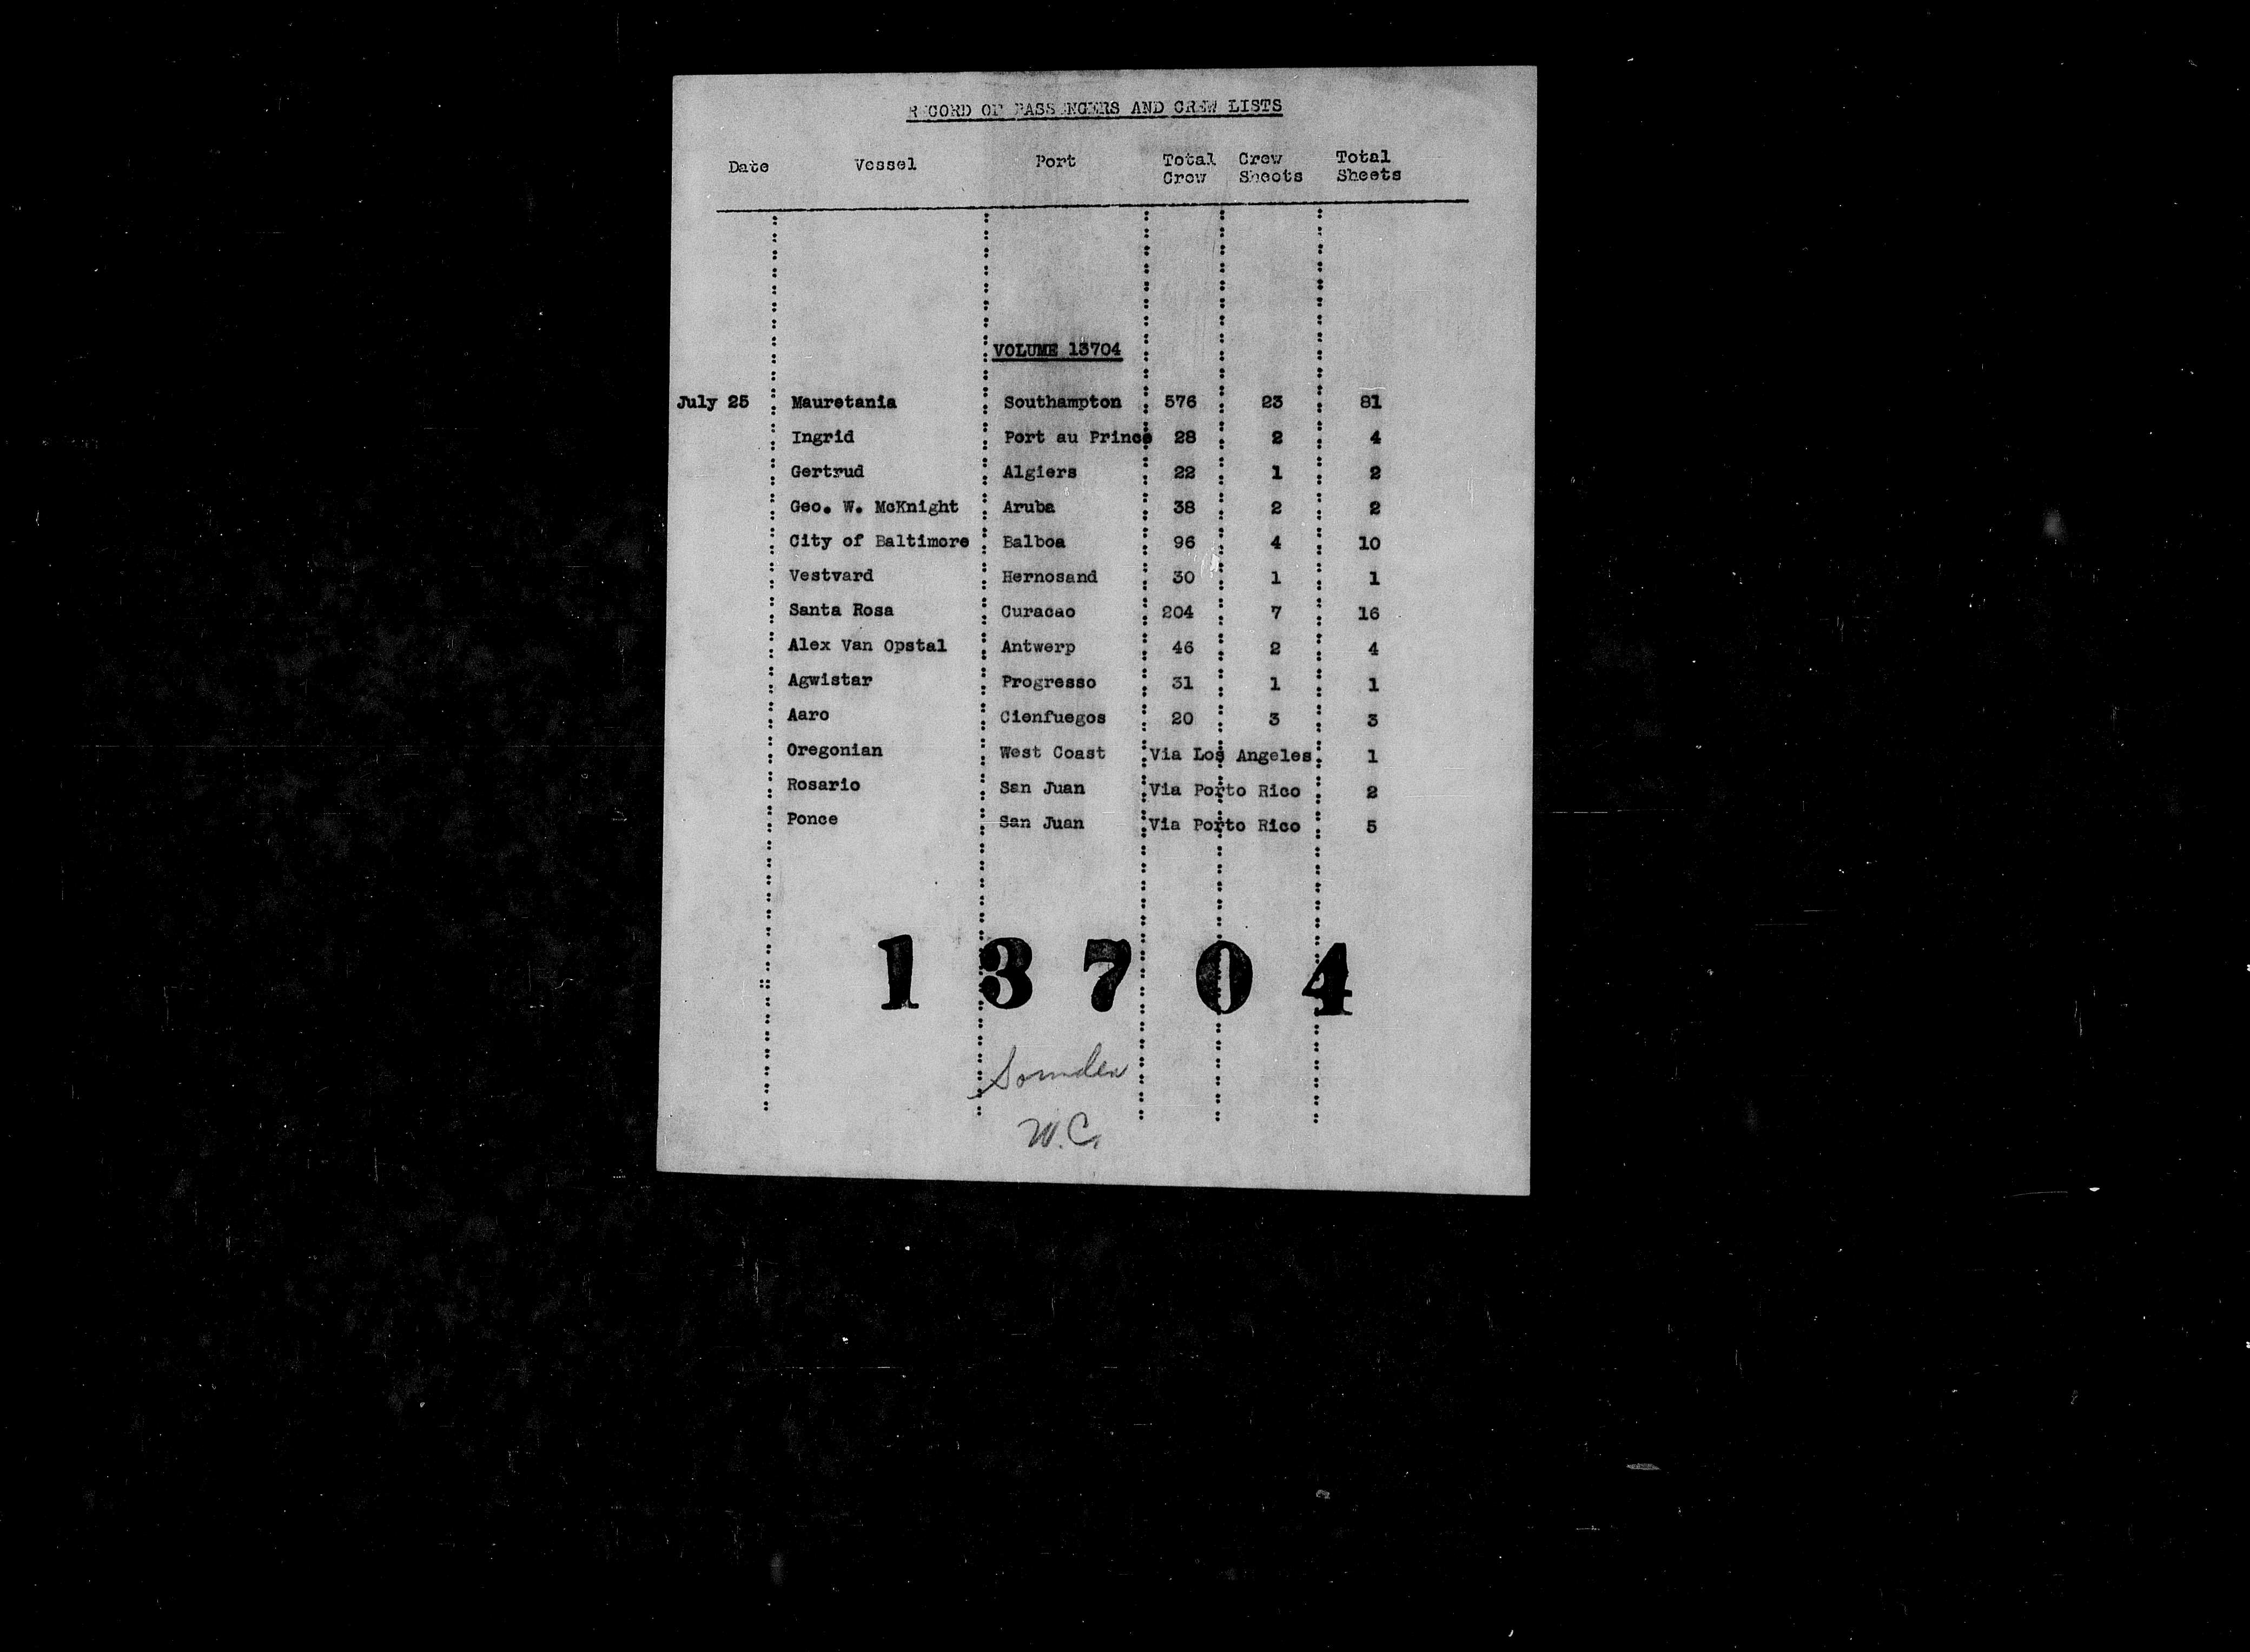 RECORD OF PASSENGERS AND CREW LISTS
Date Vessel Port Total Crew Crew Sheets Total Sheets
VOLUME 13704
July 25 Mauretania Southampton 576 23 81
Ingrid Port au Prince 28 2 4
Gertrud Algiers 22 1 2
Geo. W. McKnight Aruba 38 2 2
City of Baltimore Balboa 96 4 10
Vestvard Hernosand 30 1 1
Santa Rosa Curacao 204 7 16
Alex Van Opstal Antwerp 46 2 4
Agwistar Progresso 31 1 1
Aaro Cienfuegos 20 3 3
Oregonian West Coast Via Los Angeles 1
Rosario San Juan Via Porto Rico 2
Ponce San Juan Via Porto Rico 5
13704
W.C.